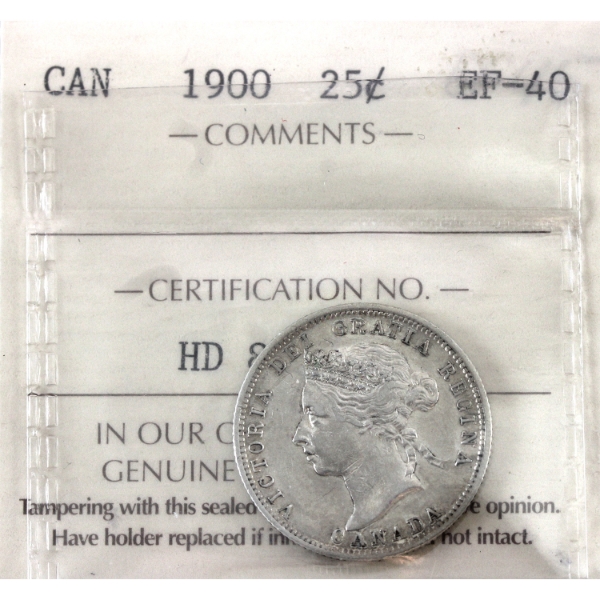 CAN 1900 25¢ EF-40
— COMMENTS —
— CERTIFICATION NO. —
HD
IN OUR
GENUINE
Tampering with this sealed opinion.
Have holder replaced if not intact.
VICTORIA DEI GRATIA REGINA
CANADA